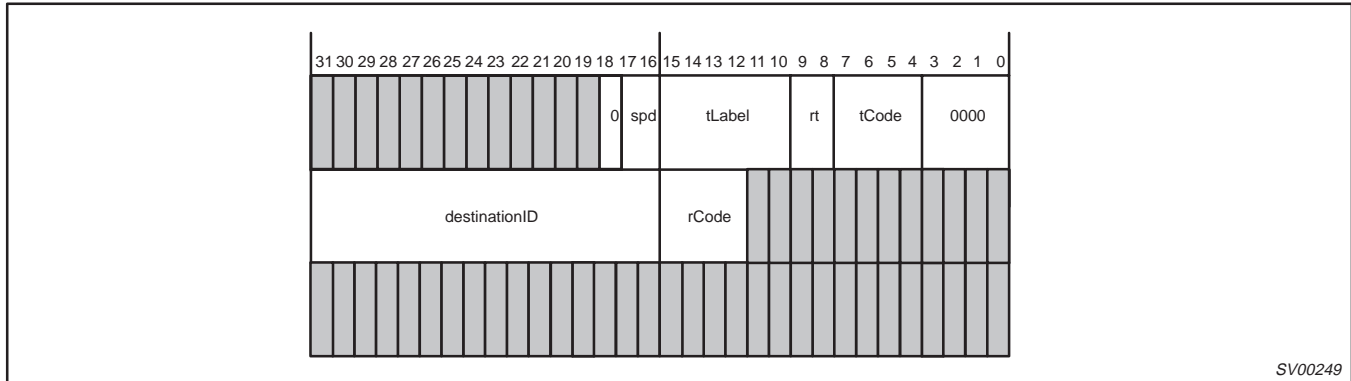 31 30 29 28 27 26 25 24 23 22 21 20 19 18 17 16 15 14 13 12 11 10 9 8 7 6 5 4 3 2 1 0
0 spd tLabel rt tCode 0000
destinationID rCode
SV00249